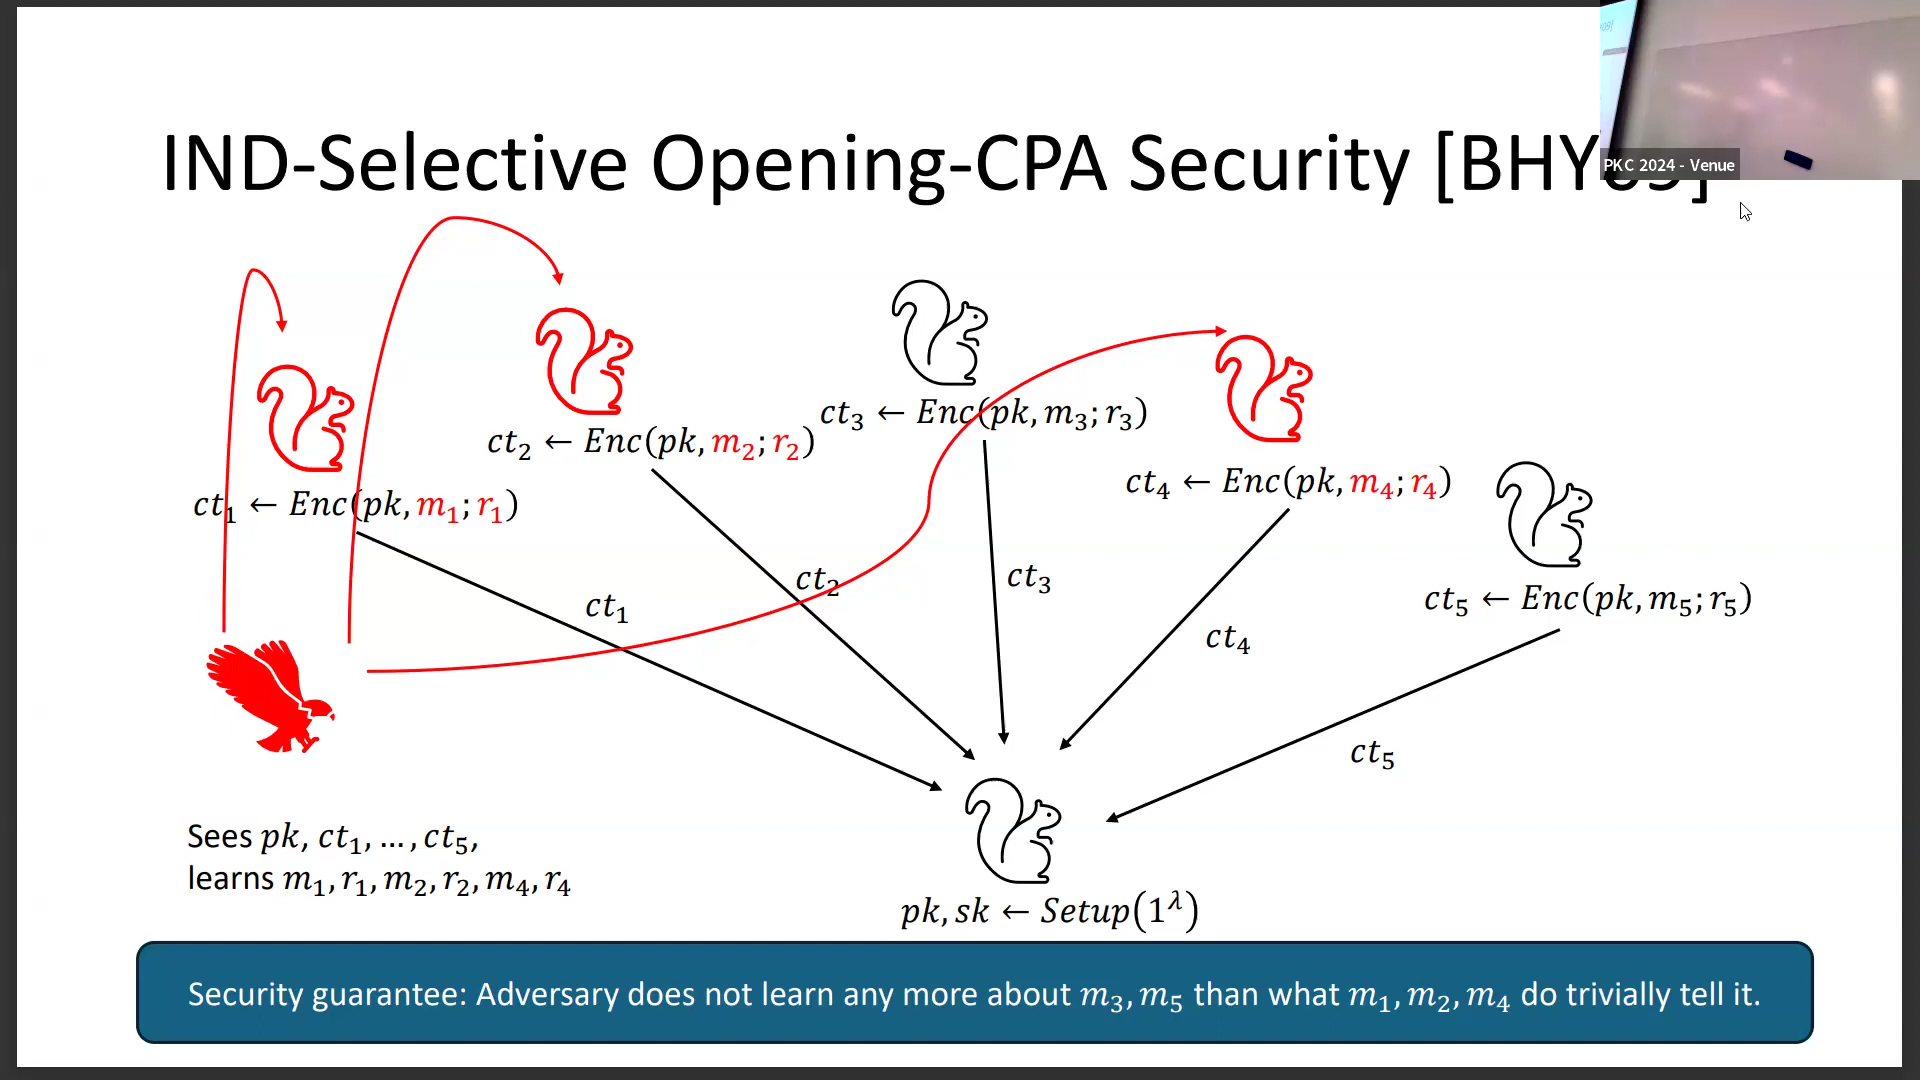 IND-Selective Opening-CPA Security [BHY09]
PKC 2024 - Venue
ct₃ ← Enc(pk, m₃; r₃)
ct₂ ← Enc(pk, m₂; r₂)
ct₄ ← Enc(pk, m₄; r₄)
ct₁ ← Enc(pk, m₁; r₁)
ct₅ ← Enc(pk, m₅; r₅)
ct₂
ct₃
ct₁
ct₄
ct₅
Sees pk, ct₁, … , ct₅,
learns m₁, r₁, m₂, r₂, m₄, r₄
pk, sk ← Setup(1^λ)
Security guarantee: Adversary does not learn any more about m₃, m₅ than what m₁, m₂, m₄ do trivially tell it.